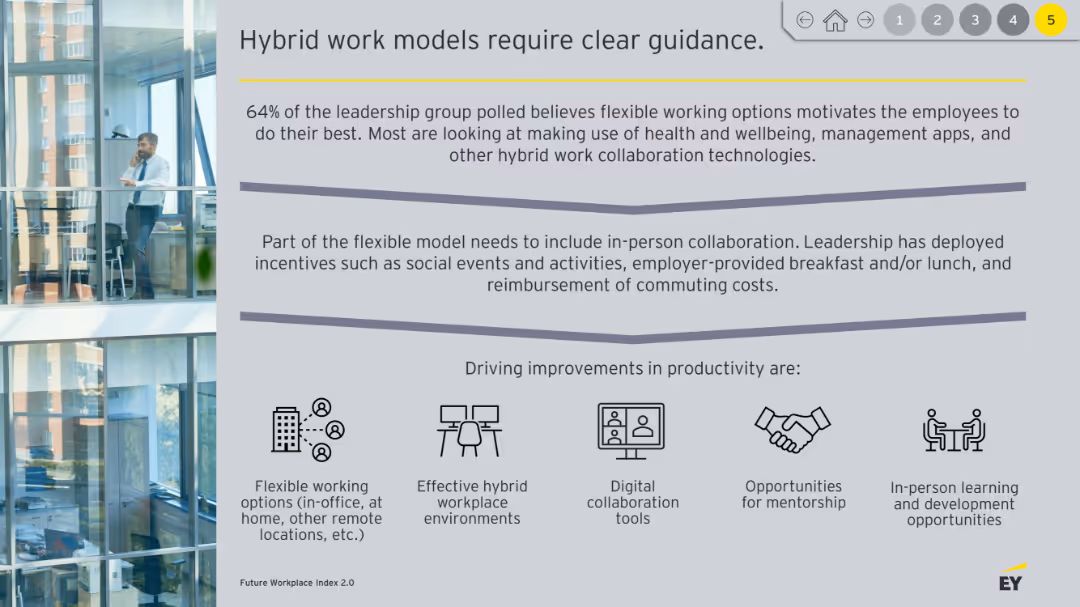 1 2 3 4 5
Hybrid work models require clear guidance.
64% of the leadership group polled believes flexible working options motivates the employees to
do their best. Most are looking at making use of health and wellbeing, management apps, and
other hybrid work collaboration technologies.
Part of the flexible model needs to include in-person collaboration. Leadership has deployed
incentives such as social events and activities, employer-provided breakfast and/or lunch, and
reimbursement of commuting costs.
Driving improvements in productivity are:
Flexible working
options (in-office, at
home, other remote
locations, etc.)
Effective hybrid
workplace
environments
Digital
collaboration
tools
Opportunities
for mentorship
In-person learning
and development
opportunities
Future Workplace Index 2.0
EY